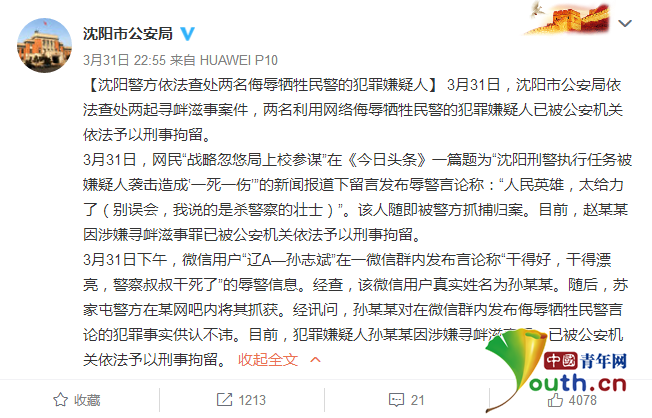 沈阳市公安局
3月31日 22:55 来自 HUAWEI P10
【沈阳警方依法查处两名侮辱牺牲民警的犯罪嫌疑人】 3月31日，沈阳市公安局依
法查处两起寻衅滋事案件，两名利用网络侮辱牺牲民警的犯罪嫌疑人已被公安机关
依法予以刑事拘留。
3月31日，网民“战略忽悠局上校参谋”在《今日头条》一篇题为“沈阳刑警执行任务被
嫌疑人袭击造成‘一死一伤’”的新闻报道下留言发布辱警言论称：“人民英雄，太给力
了（别误会，我说的是杀警察的壮士）”。该人随即被警方抓捕归案。目前，赵某某
因涉嫌寻衅滋事罪已被公安机关依法予以刑事拘留。
3月31日下午，微信用户“辽A—孙志斌”在一微信群内发布言论称“干得好，干得漂
亮，警察叔叔干死了”的辱警信息。经查，该微信用户真实姓名为孙某某。随后，苏
家屯警方在某网吧内将其抓获。经讯问，孙某某对在微信群内发布侮辱牺牲民警言
论的犯罪事实供认不讳。目前，犯罪嫌疑人孙某某因涉嫌寻衅滋 已被公安机
关依法予以刑事拘留。 收起全文
收藏 1213 21 4078
中國青年网
Youth.cn